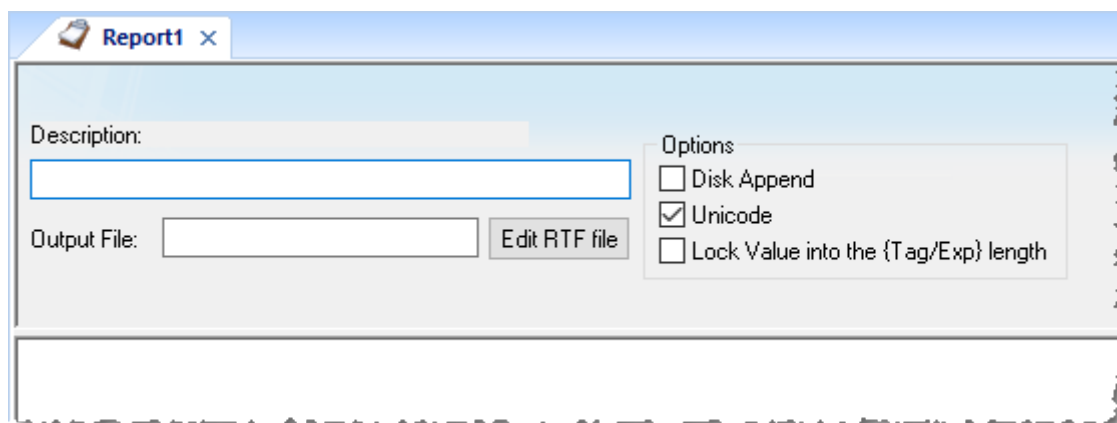 Report1
Description:
Options
Disk Append
Unicode
Output File:
Edit RTF file
Lock Value into the {Tag/Exp} length